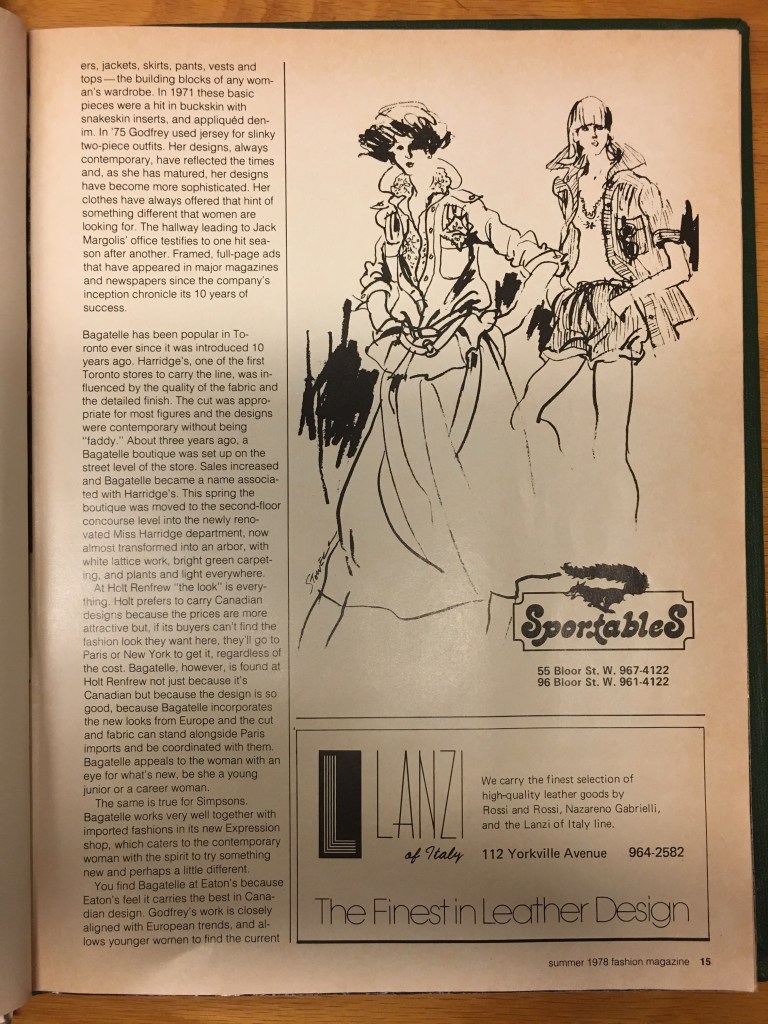 ers, jackets, skirts, pants, vests and
tops—the building blocks of any wom-
an's wardrobe. In 1971 these basic
pieces were a hit in buckskin with
snakeskin inserts, and appliquéd den-
im. In '75 Godfrey used jersey for slinky
two-piece outfits. Her designs, always
contemporary, have reflected the times
and, as she has matured, her designs
have become more sophisticated. Her
clothes have always offered that hint of
something different that women are
looking for. The hallway leading to Jack
Margolis' office testifies to one hit sea-
son after another. Framed, full-page ads
that have appeared in major magazines
and newspapers since the company's
inception chronicle its 10 years of
success.
Bagatelle has been popular in To-
ronto ever since it was introduced 10
years ago. Harridge's, one of the first
Toronto stores to carry the line, was in-
fluenced by the quality of the fabric and
the detailed finish. The cut was appro-
priate for most figures and the designs
were contemporary without being
"faddy." About three years ago, a
Bagatelle boutique was set up on the
street level of the store. Sales increased
and Bagatelle became a name associa-
ted with Harridge's. This spring the
boutique was moved to the second-floor
concourse level into the newly reno-
vated Miss Harridge department, now
almost transformed into an arbor, with
white lattice work, bright green carpet-
ing, and plants and light everywhere.
At Holt Renfrew "the look" is every-
thing. Holt prefers to carry Canadian
designs because the prices are more
attractive but, if its buyers can't find the
fashion look they want here, they'll go to
Paris or New York to get it, regardless of
the cost. Bagatelle, however, is found at
Holt Renfrew not just because it's
Canadian but because the design is so
good, because Bagatelle incorporates
the new looks from Europe and the cut
and fabric can stand alongside Paris
imports and be coordinated with them.
Bagatelle appeals to the woman with an
eye for what's new, be she a young
junior or a career woman.
The same is true for Simpsons.
Bagatelle works very well together with
imported fashions in its new Expression
shop, which caters to the contemporary
woman with the spirit to try something
new and perhaps a little different.
You find Bagatelle at Eaton's because
Eaton's feel it carries the best in Cana-
dian design. Godfrey's work is closely
aligned with European trends, and al-
lows younger women to find the current
Sportables
55 Bloor St. W. 967-4122
96 Bloor St. W. 961-4122
L LANZI
of Italy
We carry the finest selection of
high-quality leather goods by
Rossi and Rossi, Nazareno Gabrielli,
and the Lanzi of Italy line.
112 Yorkville Avenue 964-2582
The Finest in Leather Design
summer 1978 fashion magazine 15